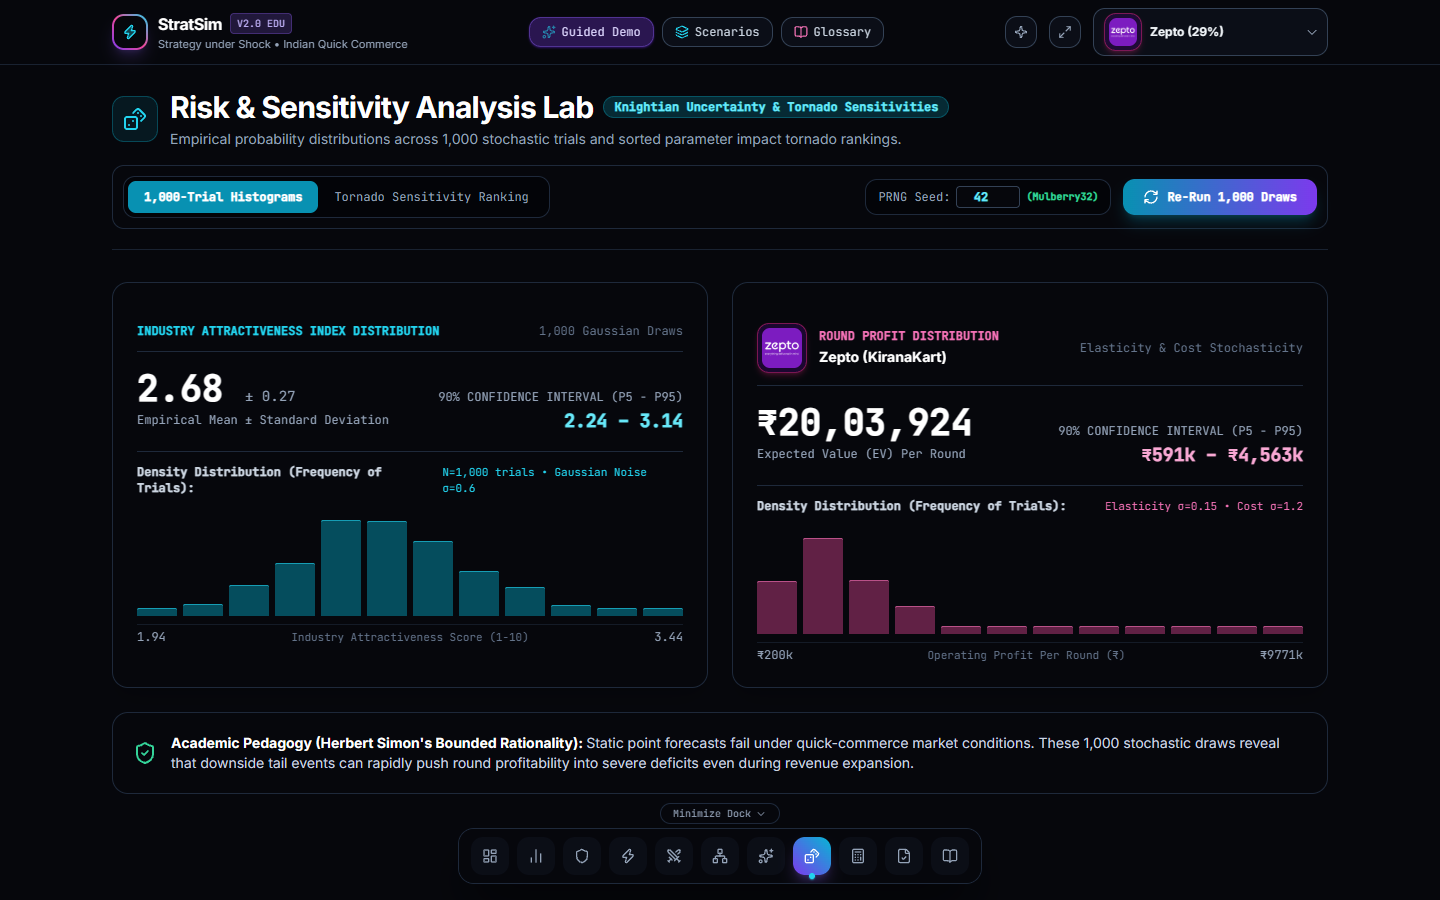 StratSim
V2.0 EDU
Strategy under Shock • Indian Quick Commerce
Guided Demo
Scenarios
Glossary
zepto
Zepto (29%)
Risk & Sensitivity Analysis Lab
Knightian Uncertainty & Tornado Sensitivities
Empirical probability distributions across 1,000 stochastic trials and sorted parameter impact tornado rankings.
1,000-Trial Histograms
Tornado Sensitivity Ranking
PRNG Seed:
42
(Mulberry32)
Re-Run 1,000 Draws
INDUSTRY ATTRACTIVENESS INDEX DISTRIBUTION
1,000 Gaussian Draws
2.68
± 0.27
Empirical Mean ± Standard Deviation
90% CONFIDENCE INTERVAL (P5 - P95)
2.24 – 3.14
Density Distribution (Frequency of
Trials):
N=1,000 trials • Gaussian Noise
σ=0.6
1.94
Industry Attractiveness Score (1-10)
3.44
zepto
ROUND PROFIT DISTRIBUTION
Zepto (KiranaKart)
Elasticity & Cost Stochasticity
₹20,03,924
Expected Value (EV) Per Round
90% CONFIDENCE INTERVAL (P5 - P95)
₹591k – ₹4,563k
Density Distribution (Frequency of Trials):
Elasticity σ=0.15 • Cost σ=1.2
₹200k
Operating Profit Per Round (₹)
₹9771k
Academic Pedagogy (Herbert Simon's Bounded Rationality): Static point forecasts fail under quick-commerce market conditions. These 1,000 stochastic draws reveal
that downside tail events can rapidly push round profitability into severe deficits even during revenue expansion.
Minimize Dock